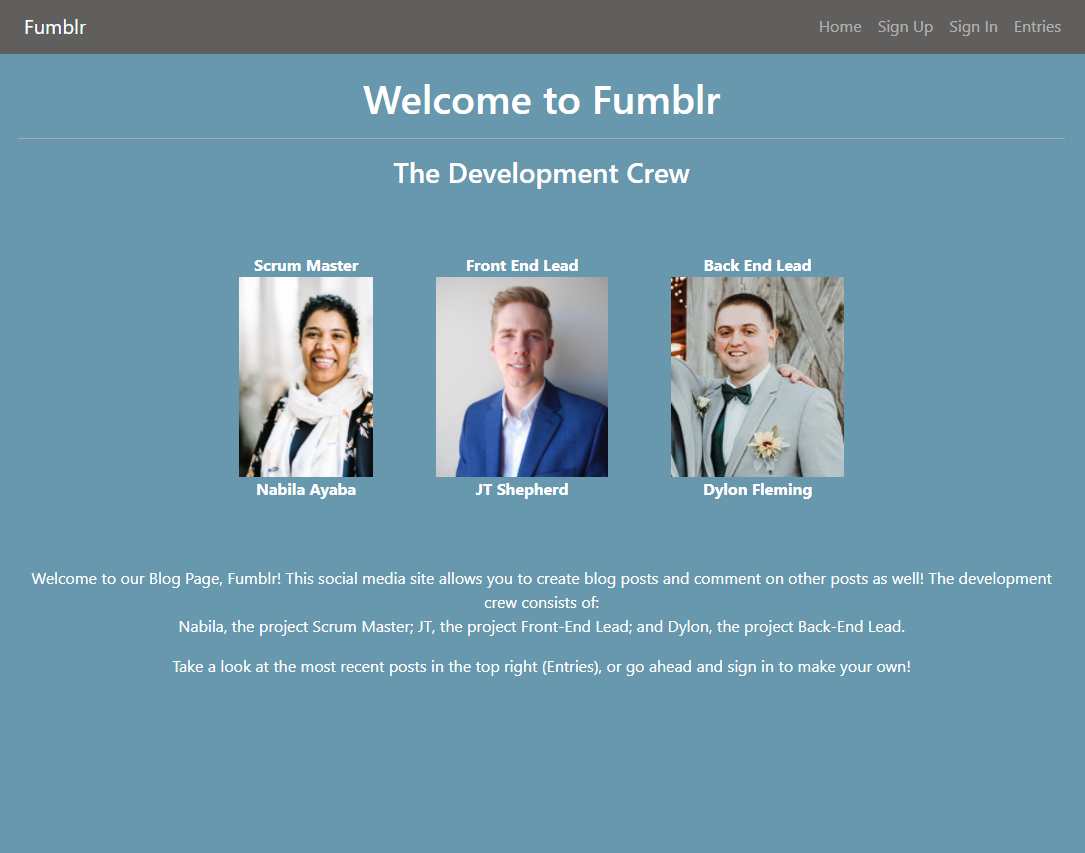 Fumblr Home Sign Up Sign In Entries
Welcome to Fumblr
The Development Crew
Scrum Master Front End Lead Back End Lead
Nabila Ayaba JT Shepherd Dylon Fleming
Welcome to our Blog Page, Fumblr! This social media site allows you to create blog posts and comment on other posts as well! The development
crew consists of:
Nabila, the project Scrum Master; JT, the project Front-End Lead; and Dylon, the project Back-End Lead.
Take a look at the most recent posts in the top right (Entries), or go ahead and sign in to make your own!